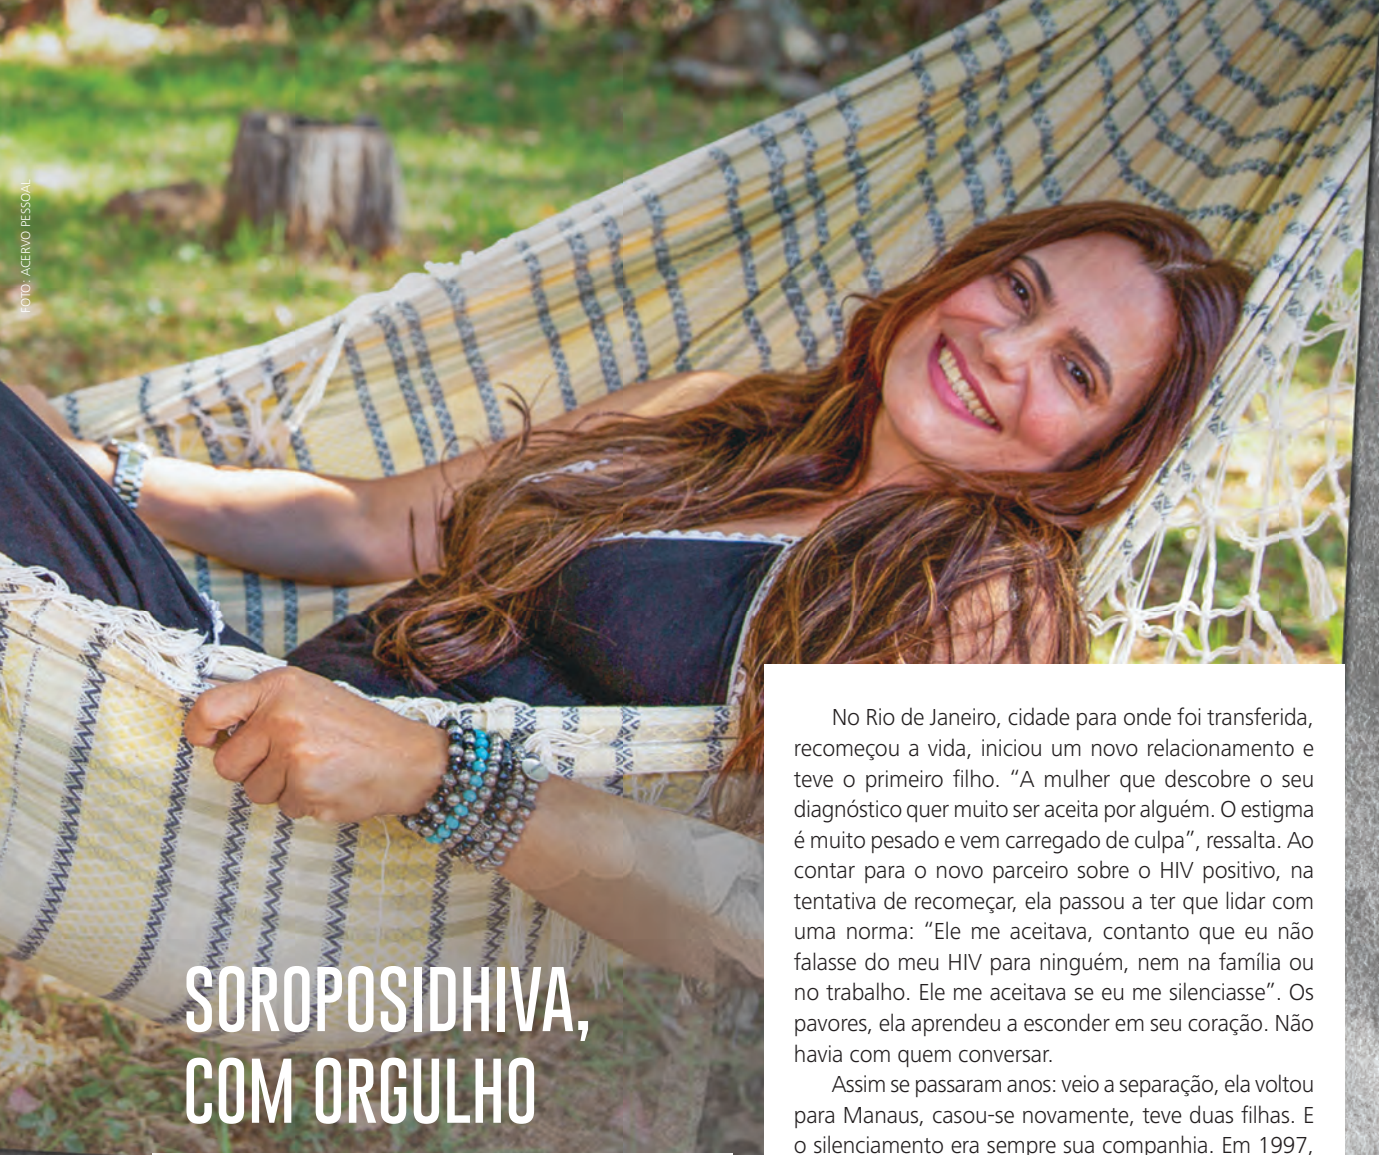 FOTO: ACERVO PESSOAL
SOROPOSIDHIVA,
COM ORGULHO
No Rio de Janeiro, cidade para onde foi transferida,
recomeçou a vida, iniciou um novo relacionamento e
teve o primeiro filho. “A mulher que descobre o seu
diagnóstico quer muito ser aceita por alguém. O estigma
é muito pesado e vem carregado de culpa”, ressalta. Ao
contar para o novo parceiro sobre o HIV positivo, na
tentativa de recomeçar, ela passou a ter que lidar com
uma norma: “Ele me aceitava, contanto que eu não
falasse do meu HIV para ninguém, nem na família ou
no trabalho. Ele me aceitava se eu me silenciasse”. Os
pavores, ela aprendeu a esconder em seu coração. Não
havia com quem conversar.
Assim se passaram anos: veio a separação, ela voltou
para Manaus, casou-se novamente, teve duas filhas. E
o silenciamento era sempre sua companhia. Em 1997,